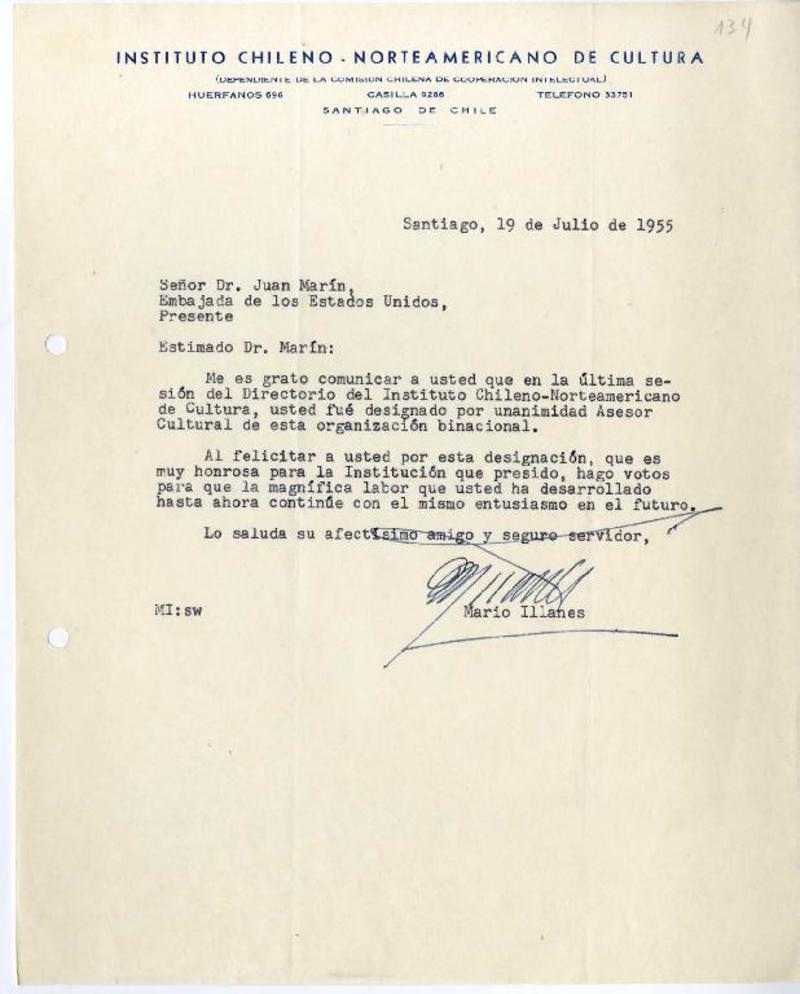 134
INSTITUTO CHILENO - NORTEAMERICANO DE CULTURA
(DEPENDIENTE DE LA COMISION CHILENA DE COOPERACION INTELECTUAL)
HUERFANOS 696 CASILLA 9286 TELEFONO 33751
SANTIAGO DE CHILE
Santiago, 19 de Julio de 1955
Señor Dr. Juan Marín,
Embajada de los Estados Unidos,
Presente
Estimado Dr. Marín:
Me es grato comunicar a usted que en la última se-
sión del Directorio del Instituto Chileno-Norteamericano
de Cultura, usted fué designado por unanimidad Asesor
Cultural de esta organización binacional.
Al felicitar a usted por esta designación, que es
muy honrosa para la Institución que presido, hago votos
para que la magnífica labor que usted ha desarrollado
hasta ahora continúe con el mismo entusiasmo en el futuro.
Lo saluda su afectísimo amigo y seguro servidor,
MI:sw
Mario Illanes